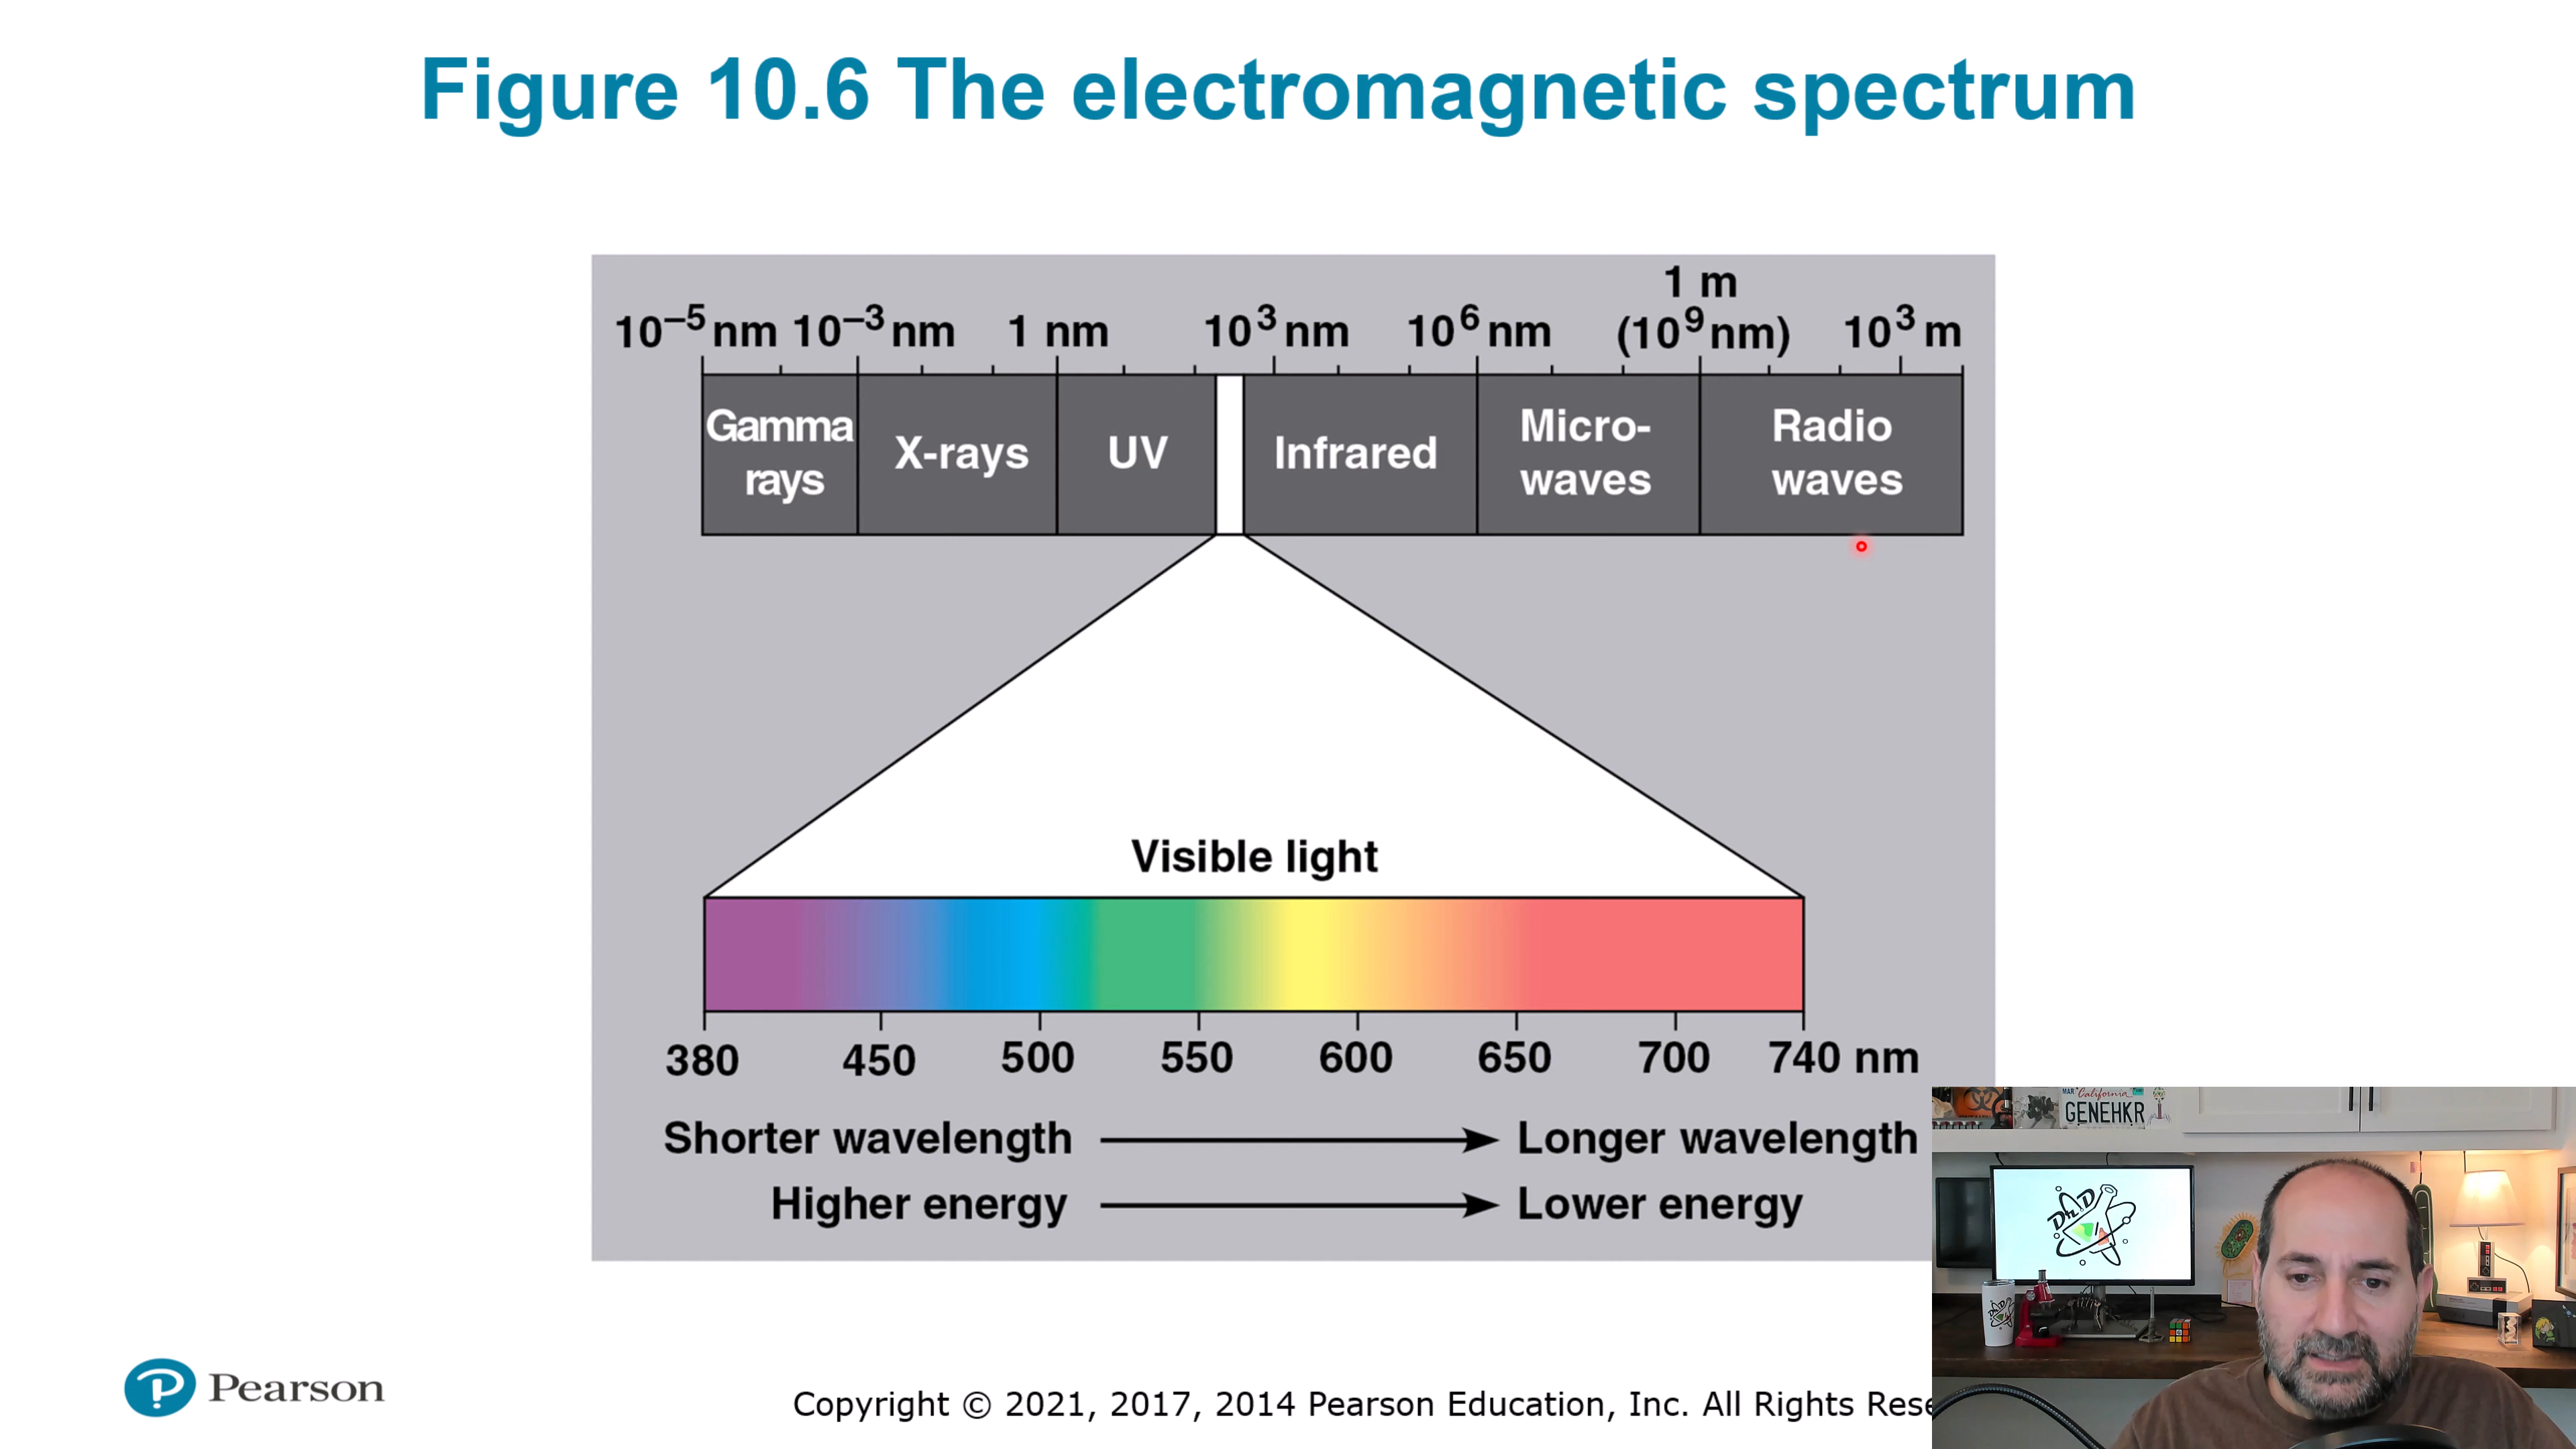 Figure 10.6 The electromagnetic spectrum
1 m
10⁻⁵ nm 10⁻³ nm 1 nm 10³ nm 10⁶ nm (10⁹ nm) 10³ m
Gamma rays
X-rays
UV
Infrared
Micro-
waves
Radio
waves
Visible light
380 450 500 550 600 650 700 740 nm
Shorter wavelength Longer wavelength
Higher energy Lower energy
Pearson
Copyright © 2021, 2017, 2014 Pearson Education, Inc. All Rights Rese
MAR California
GENEHKR
Dr. D